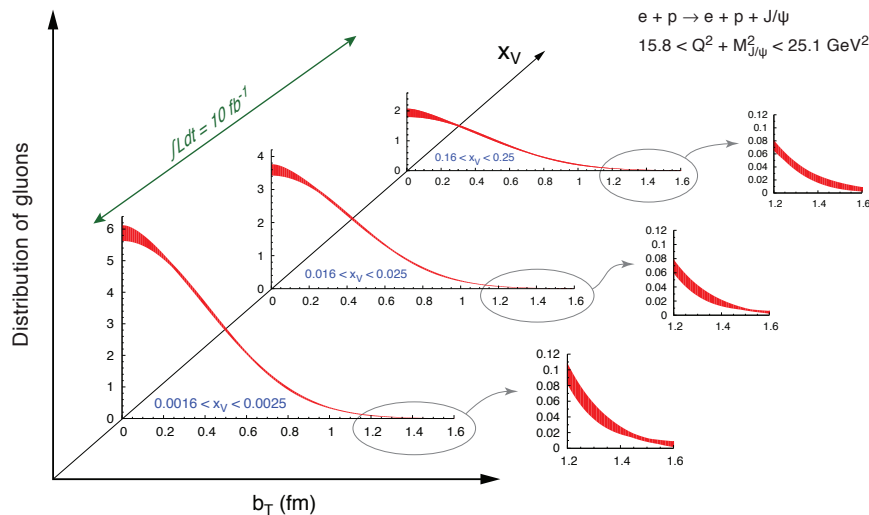 e + p → e + p + J/ψ
15.8 < Q² + M²J/ψ < 25.1 GeV²
Distribution of gluons
bT (fm)
xV
∫Ldt = 10 fb⁻¹
2
1
0
0.16 < xV < 0.25
0 0.2 0.4 0.6 0.8 1 1.2 1.4 1.6
0.12
0.1
0.08
0.06
0.04
0.02
0
1.2 1.4 1.6
4
3
2
1
0
0.016 < xV < 0.025
0 0.2 0.4 0.6 0.8 1 1.2 1.4 1.6
0.12
0.1
0.08
0.06
0.04
0.02
0
1.2 1.4 1.6
6
5
4
3
2
1
0
0.0016 < xV < 0.0025
0 0.2 0.4 0.6 0.8 1 1.2 1.4 1.6
0.12
0.1
0.08
0.06
0.04
0.02
0
1.2 1.4 1.6